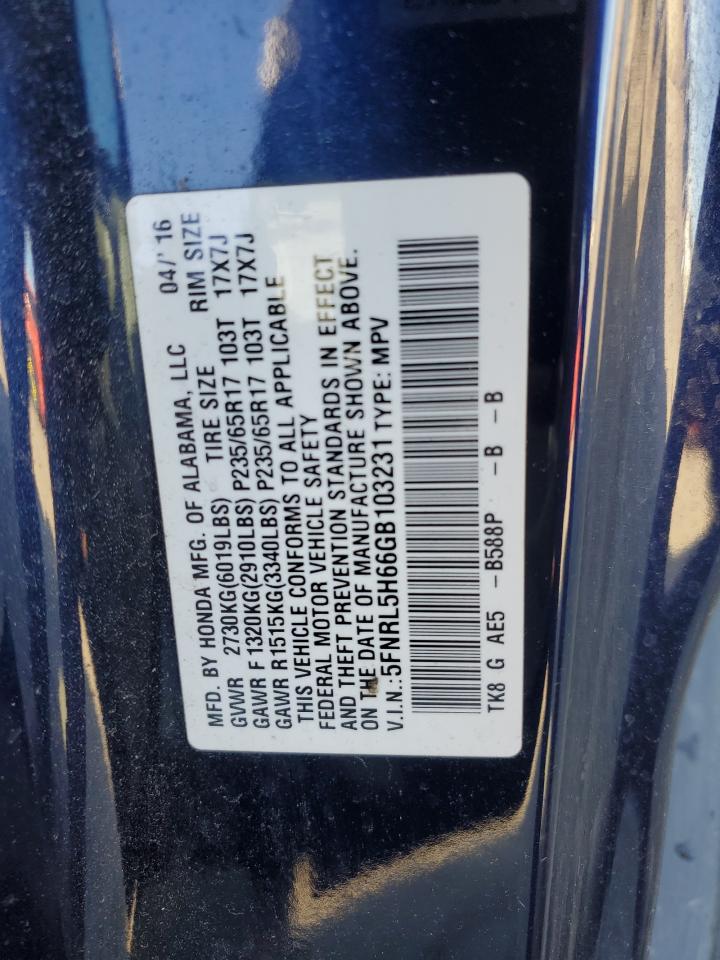 MFD. BY HONDA MFG. OF ALABAMA, LLC 04/'16
GVWR 2730KG(6019LBS) TIRE SIZE RIM SIZE
GAWR F 1320KG(2910LBS) P235/65R17 103T 17X7J
GAWR R1515KG(3340LBS) P235/65R17 103T 17X7J
THIS VEHICLE CONFORMS TO ALL APPLICABLE
FEDERAL MOTOR VEHICLE SAFETY
AND THEFT PREVENTION STANDARDS IN EFFECT
ON THE DATE OF MANUFACTURE SHOWN ABOVE.
V.I.N.:5FNRL5H66GB103231 TYPE: MPV
TK8 G AE5 -B588P -B -B